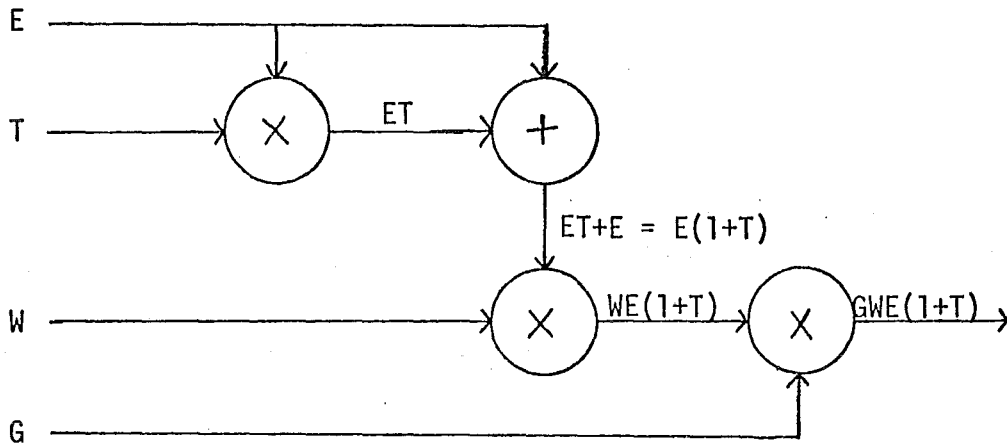 E
T
×
ET
+
ET+E = E(1+T)
W
×
WE(1+T)
×
GWE(1+T)
G